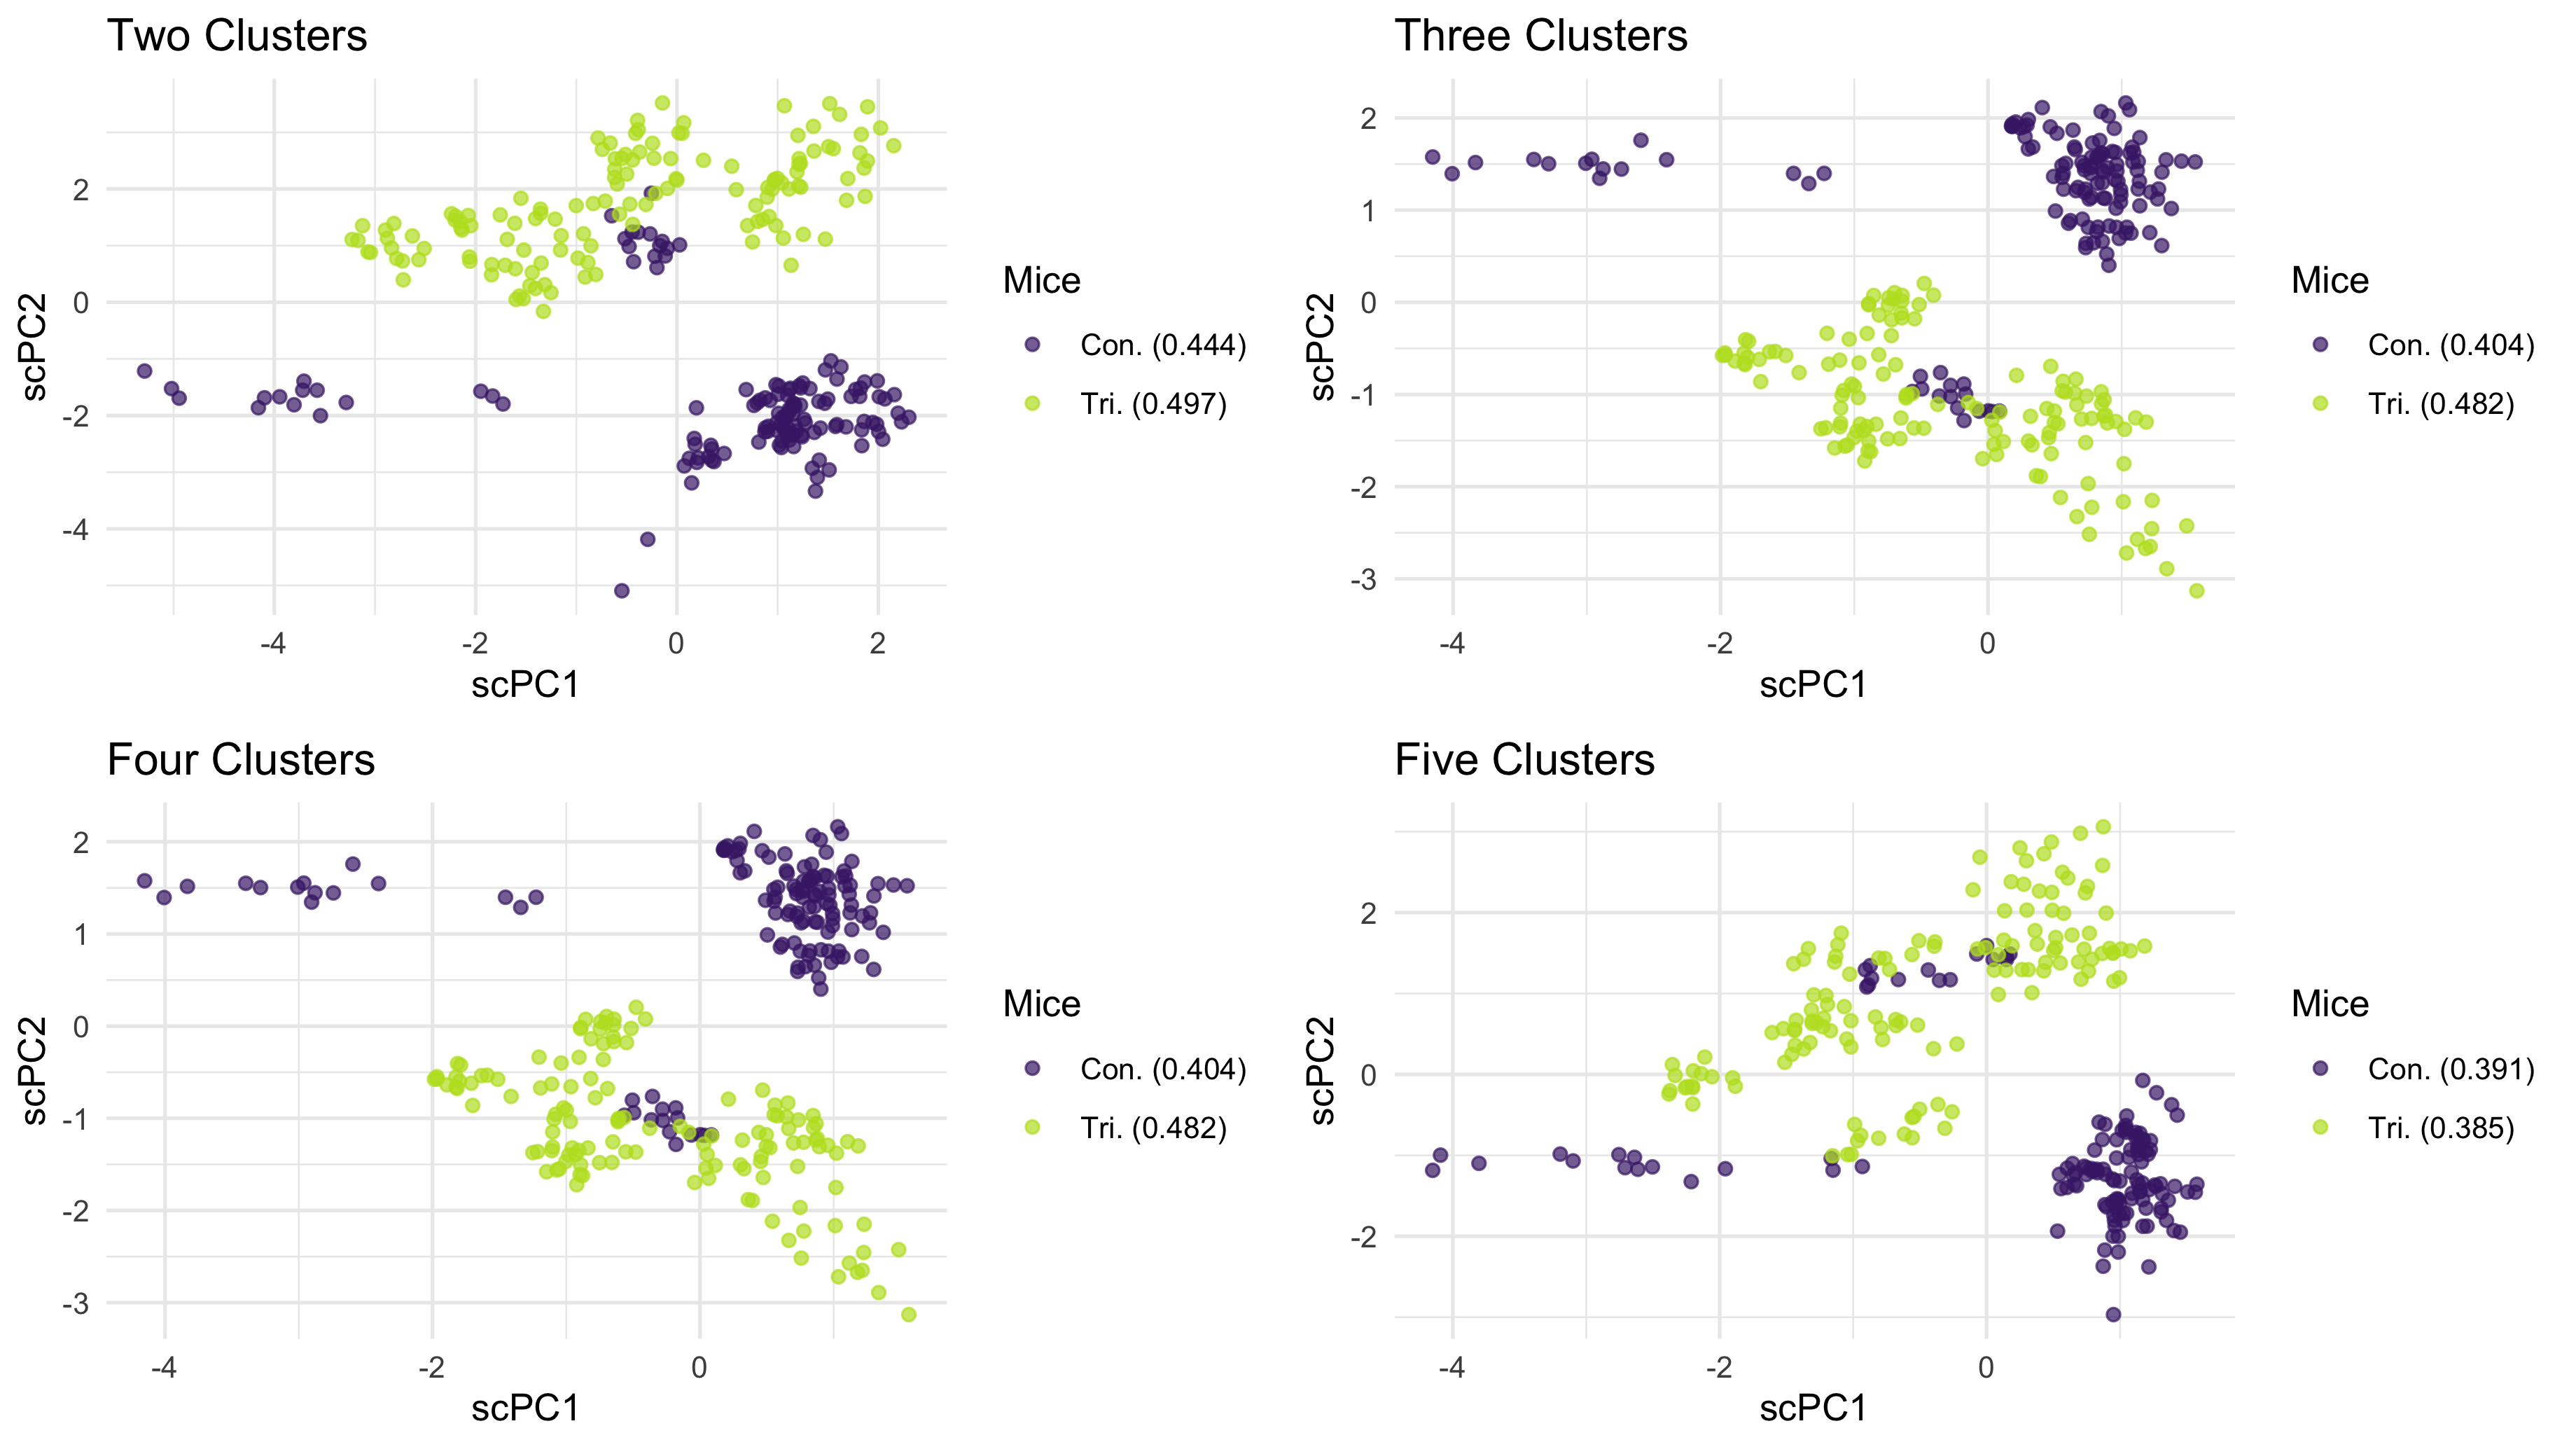 Two Clusters
scPC2
2
0
-2
-4
-4
-2
0
2
scPC1
Mice
Con. (0.444)
Tri. (0.497)
Three Clusters
scPC2
2
1
0
-1
-2
-3
-4
-2
0
scPC1
Mice
Con. (0.404)
Tri. (0.482)
Four Clusters
scPC2
2
1
0
-1
-2
-3
-4
-2
0
scPC1
Mice
Con. (0.404)
Tri. (0.482)
Five Clusters
scPC2
2
0
-2
-4
-2
0
scPC1
Mice
Con. (0.391)
Tri. (0.385)